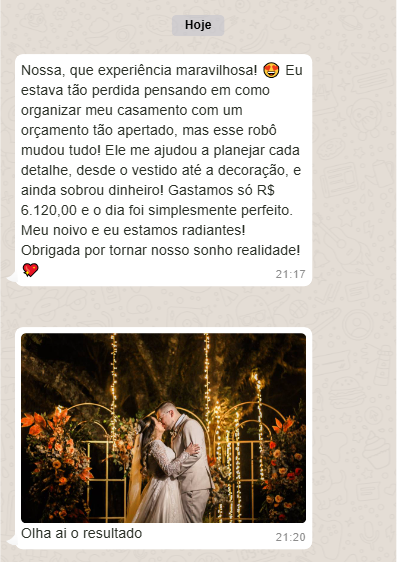 Hoje
Nossa, que experiência maravilhosa! 🤩 Eu
estava tão perdida pensando em como
organizar meu casamento com um
orçamento tão apertado, mas esse robô
mudou tudo! Ele me ajudou a planejar cada
detalhe, desde o vestido até a decoração, e
ainda sobrou dinheiro! Gastamos só R$
6.120,00 e o dia foi simplesmente perfeito.
Meu noivo e eu estamos radiantes!
Obrigada por tornar nosso sonho realidade!
💖 21:17
Olha ai o resultado 21:20